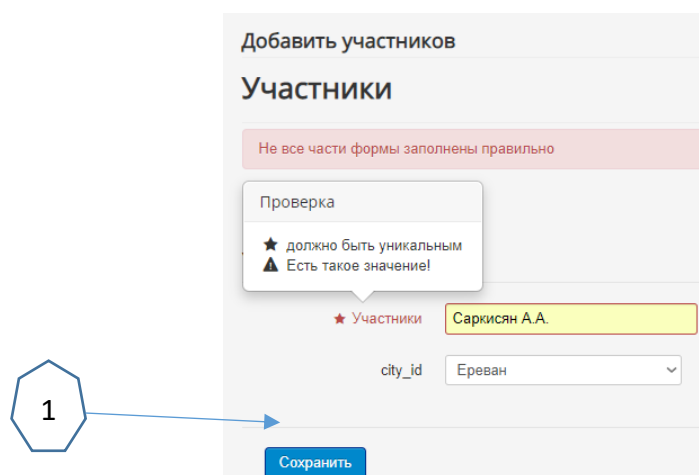 Добавить участников
Участники
Не все части формы заполнены правильно
Проверка
★ должно быть уникальным
⚠ Есть такое значение!
★ Участники Саркисян А.А.
city_id Ереван
1
Сохранить